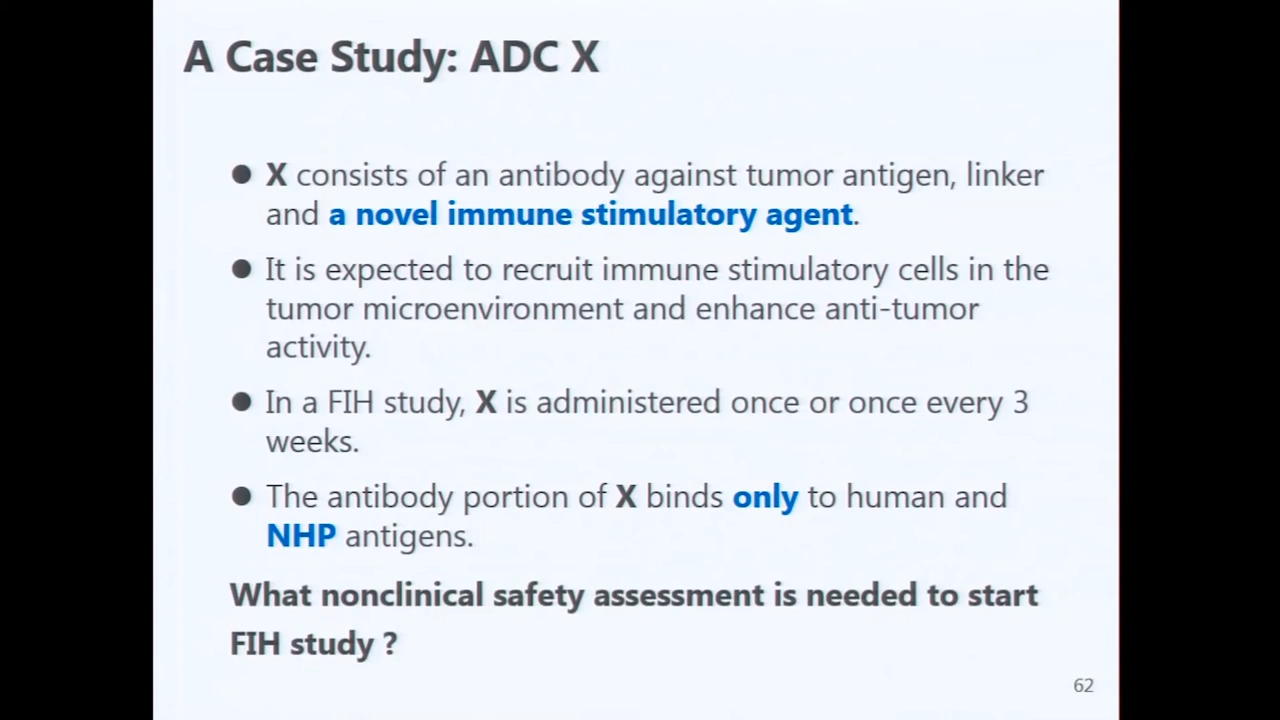 A Case Study: ADC X
● X consists of an antibody against tumor antigen, linker
and a novel immune stimulatory agent.
● It is expected to recruit immune stimulatory cells in the
tumor microenvironment and enhance anti-tumor
activity.
● In a FIH study, X is administered once or once every 3
weeks.
● The antibody portion of X binds only to human and
NHP antigens.
What nonclinical safety assessment is needed to start
FIH study ?
62